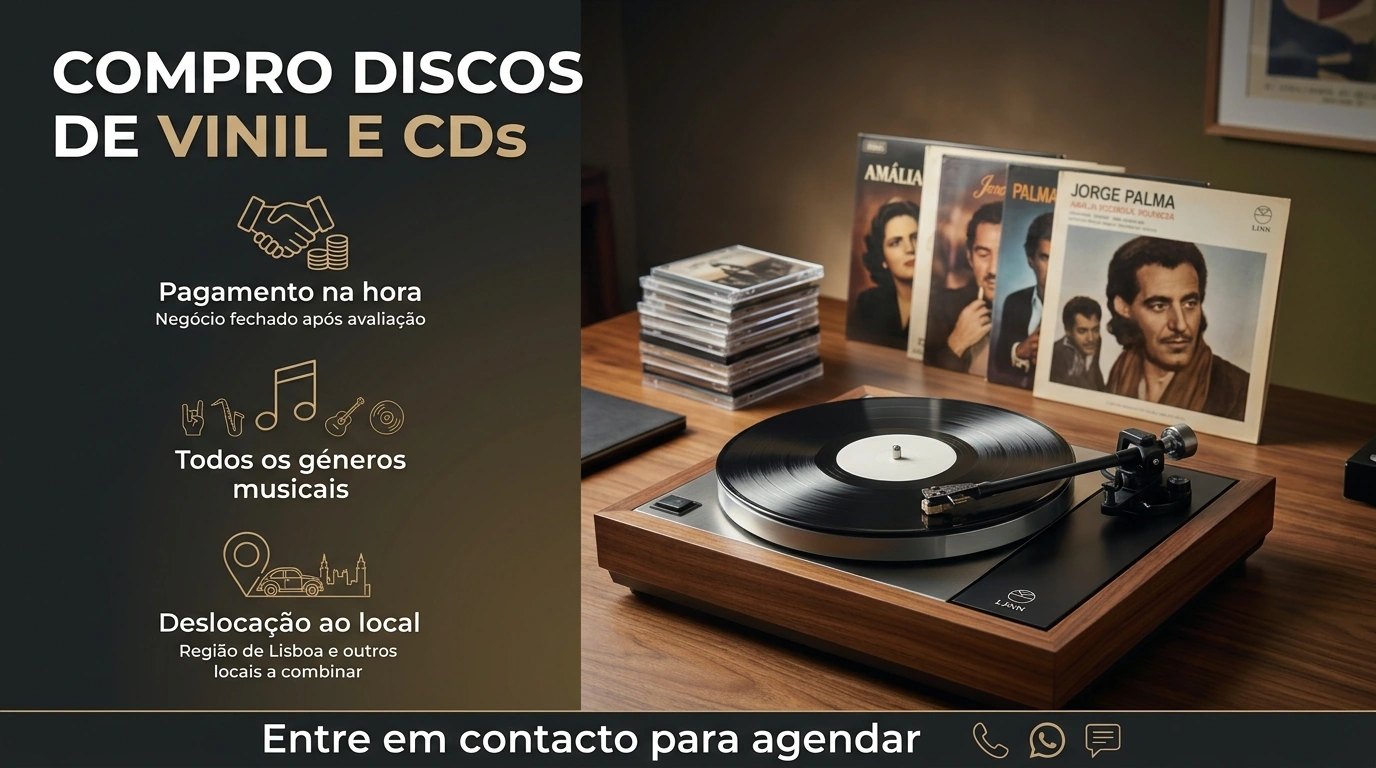 COMPRO DISCOS
DE VINIL E CDs
Pagamento na hora
Negócio fechado após avaliação
Todos os géneros
musicais
Deslocação ao local
Região de Lisboa e outros
locais a combinar
AMÁLIA
PALMA
JORGE PALMA
LINN
LINN
Entre em contacto para agendar